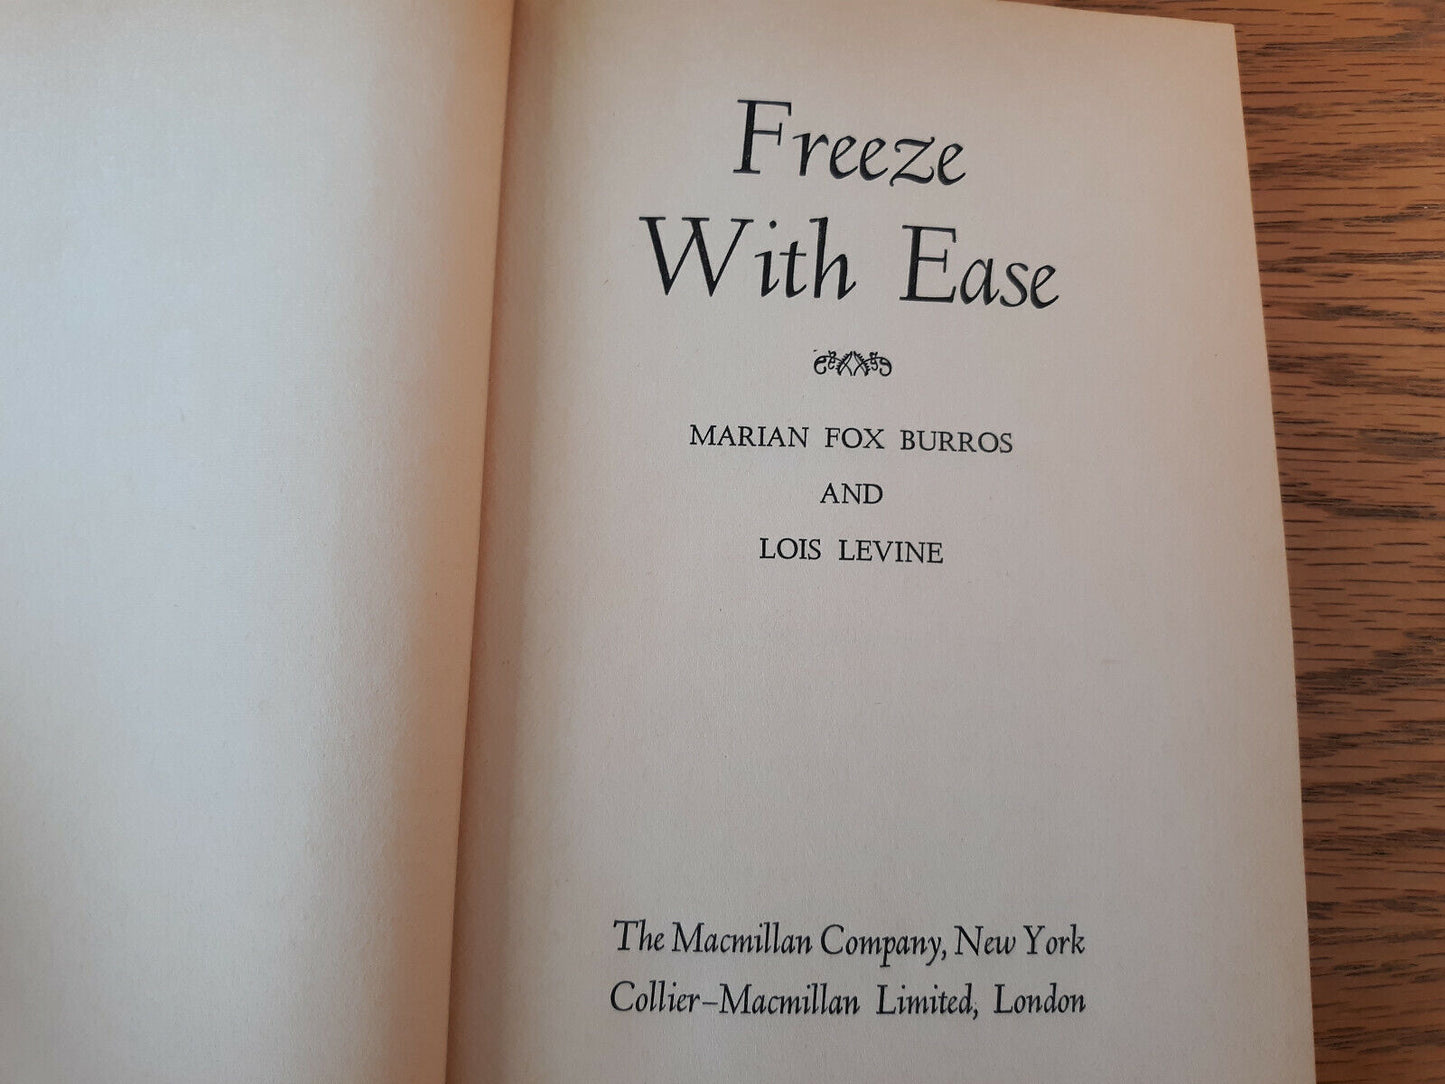 Freeze
With Ease
MARIAN FOX BURROS
AND
LOIS LEVINE
The Macmillan Company, New York
Collier–Macmillan Limited, London